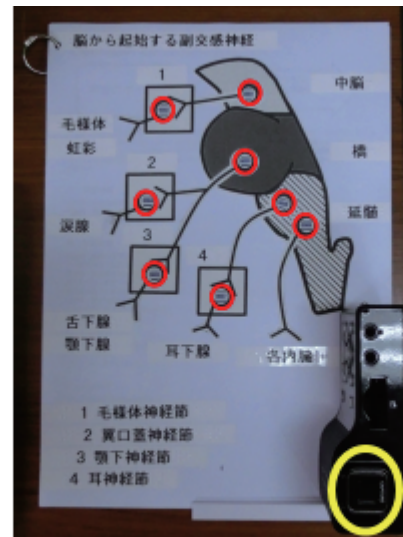 脳から起始する副交感神経
1
中脳
毛様体
虹彩
橋
2
延髄
涙腺
3
4
舌下腺
顎下腺
耳下腺
各内臓
1 毛様体神経節
2 翼口蓋神経節
3 顎下神経節
4 耳神経節